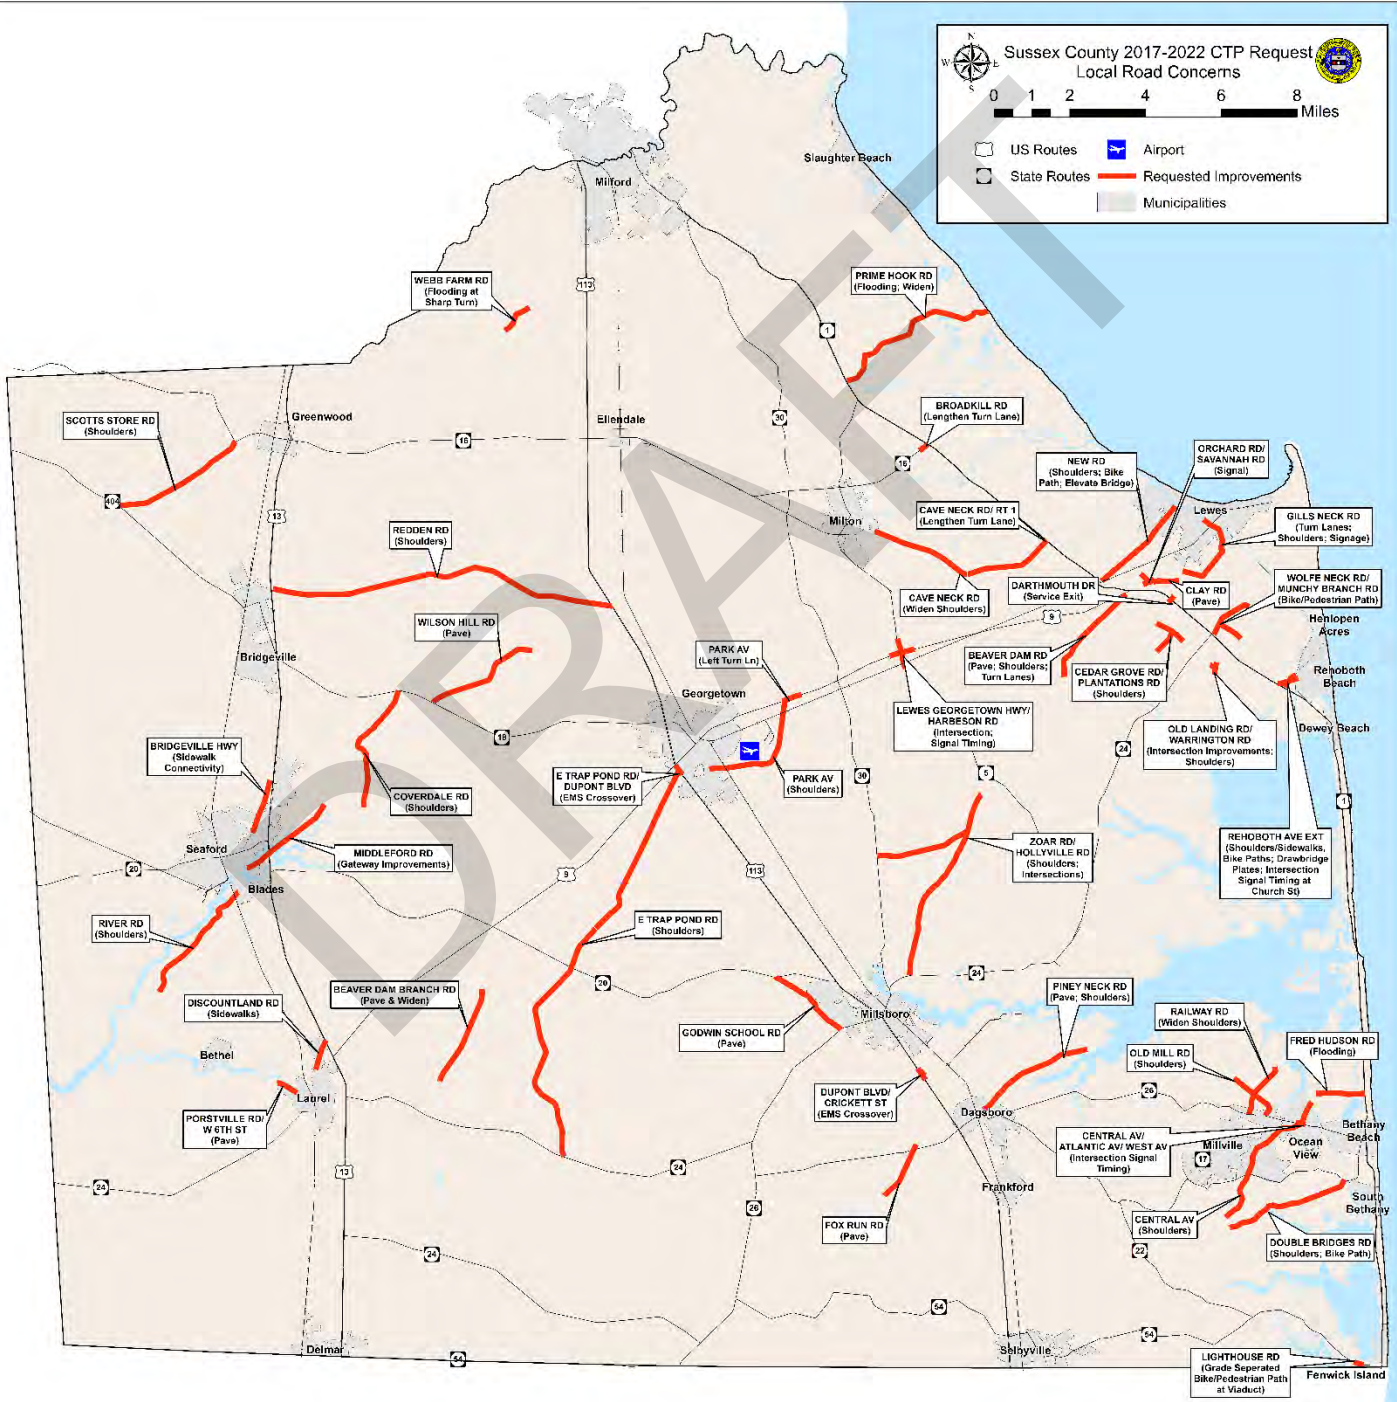 Sussex County 2017-2022 CTP Request
Local Road Concerns
N
W
E
S
0 1 2 4 6 8
Miles
US Routes
Airport
State Routes
Requested Improvements
Municipalities
DRAFT
Slaughter Beach
Milford
WEBB FARM RD
(Flooding at
Sharp Turn)
113
PRIME HOOK RD
(Flooding; Widen)
1
SCOTTS STORE RD
(Shoulders)
Greenwood
Ellendale
30
BROADKILL RD
(Lengthen Turn Lane)
16
16
404
13
NEW RD
(Shoulders; Bike
Path; Elevate Bridge)
ORCHARD RD/
SAVANNAH RD
(Signal)
Lewes
GILLS NECK RD
(Turn Lanes;
Shoulders; Signage)
REDDEN RD
(Shoulders)
Milton
CAVE NECK RD/ RT 1
(Lengthen Turn Lane)
CAVE NECK RD
(Widen Shoulders)
DARTMOUTH DR
(Service Exit)
CLAY RD
(Pave)
WOLFE NECK RD/
MUNCHY BRANCH RD
(Bike/Pedestrian Path)
9
Henlopen
Acres
WILSON HILL RD
(Pave)
Bridgeville
PARK AV
(Left Turn Ln)
BEAVER DAM RD
(Pave; Shoulders;
Turn Lanes)
CEDAR GROVE RD/
PLANTATIONS RD
(Shoulders)
Rehoboth
Beach
Georgetown
LEWES GEORGETOWN HWY/
HARBESON RD
(Intersection;
Signal Timing)
OLD LANDING RD/
WARRINGTON RD
(Intersection Improvements;
Shoulders)
Dewey Beach
18
24
BRIDGEVILLE HWY
(Sidewalk
Connectivity)
E TRAP POND RD/
DUPONT BLVD
(EMS Crossover)
PARK AV
(Shoulders)
30
5
1
COVERDALE RD
(Shoulders)
Seaford
MIDDLEFORD RD
(Gateway Improvements)
ZOAR RD/
HOLLYVILLE RD
(Shoulders;
Intersections)
REHOBOTH AVE EXT
(Shoulders/Sidewalks,
Bike Paths; Drawbridge
Plates; Intersection
Signal Timing at
Church St)
20
9
113
Blades
RIVER RD
(Shoulders)
E TRAP POND RD
(Shoulders)
24
20
BEAVER DAM BRANCH RD
(Pave & Widen)
DISCOUNTLAND RD
(Sidewalks)
PINEY NECK RD
(Pave; Shoulders)
Millsboro
GODWIN SCHOOL RD
(Pave)
RAILWAY RD
(Widen Shoulders)
FRED HUDSON RD
(Flooding)
OLD MILL RD
(Shoulders)
Bethel
DUPONT BLVD/
CRICKETT ST
(EMS Crossover)
26
Laurel
Dagsboro
PORSTVILLE RD/
W 6TH ST
(Pave)
CENTRAL AV/
ATLANTIC AV/ WEST AV
(Intersection Signal
Timing)
Millville
17
Ocean
View
Bethany
Beach
13
24
24
Frankford
26
FOX RUN RD
(Pave)
CENTRAL AV
(Shoulders)
South
Bethany
DOUBLE BRIDGES RD
(Shoulders; Bike Path)
24
22
54
54
Delmar
54
Selbyville
LIGHTHOUSE RD
(Grade Seperated
Bike/Pedestrian Path
at Viaduct)
Fenwick Island